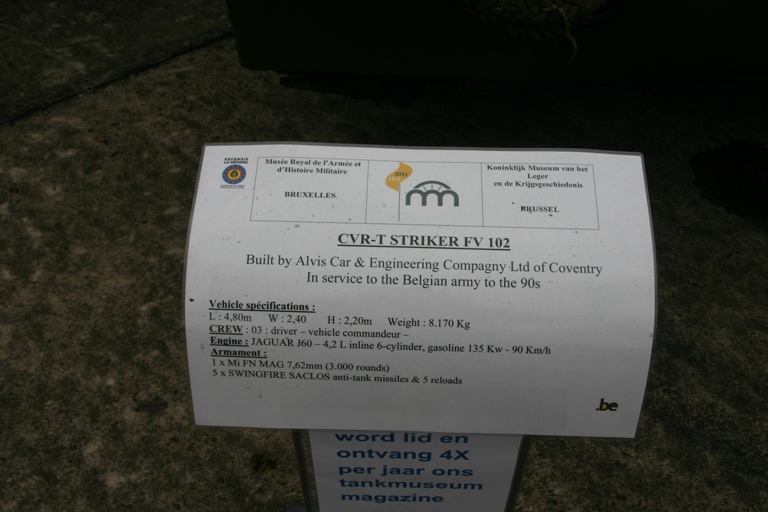 Musée Royal de l'Armée et
d'Histoire Militaire
BRUXELLES
2011
Koninklijk Museum van het
Leger
en de Krijgsgeschiedenis
BRUSSEL
CVR-T STRIKER FV 102
Built by Alvis Car & Engineering Compagny Ltd of Coventry
In service to the Belgian army to the 90s
Vehicle spécifications :
L : 4,80m W : 2,40 H : 2,20m Weight : 8.170 Kg
CREW : 03 : driver – vehicle commandeur –
Engine : JAGUAR J60 – 4,2 L inline 6-cylinder, gasoline 135 Kw - 90 Km/h
Armament :
1 x Mi FN MAG 7,62mm (3.000 rounds)
5 x SWINGFIRE SACLOS anti-tank missiles & 5 reloads
.be
word lid en
ontvang 4X
per jaar ons
tankmuseum
magazine